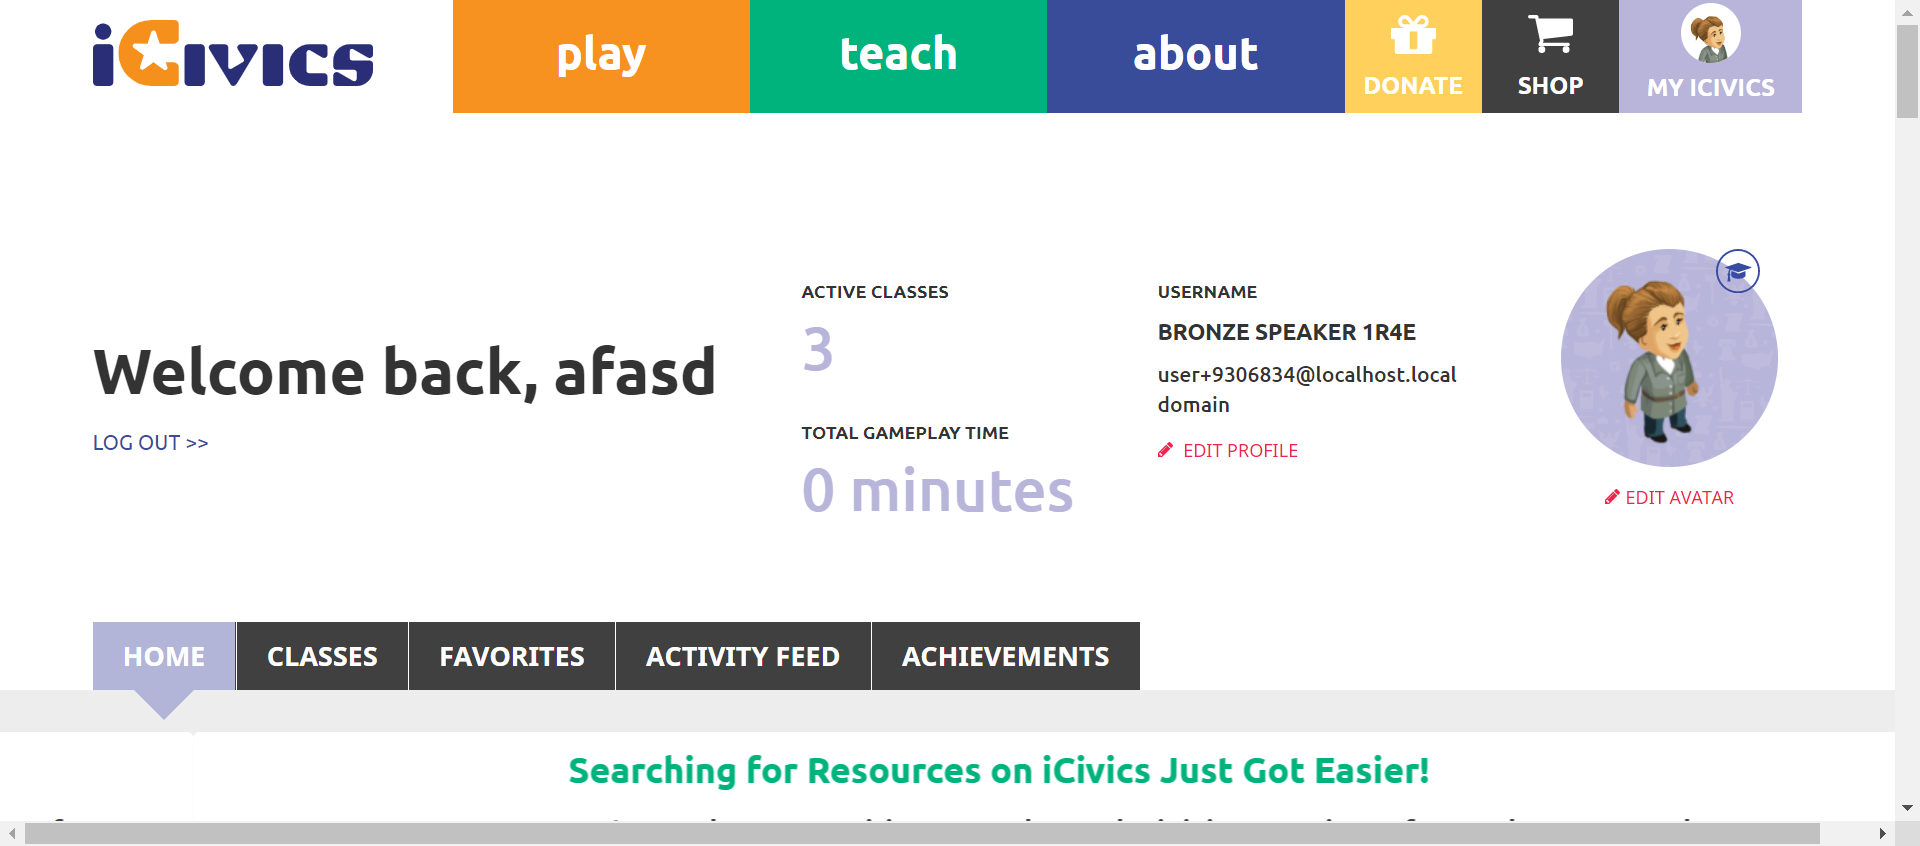 iCivics
play
teach
about
DONATE
SHOP
MY ICIVICS
Welcome back, afasd
LOG OUT >>
ACTIVE CLASSES
3
TOTAL GAMEPLAY TIME
0 minutes
USERNAME
BRONZE SPEAKER 1R4E
user+9306834@localhost.local
domain
EDIT PROFILE
EDIT AVATAR
HOME
CLASSES
FAVORITES
ACTIVITY FEED
ACHIEVEMENTS
Searching for Resources on iCivics Just Got Easier!